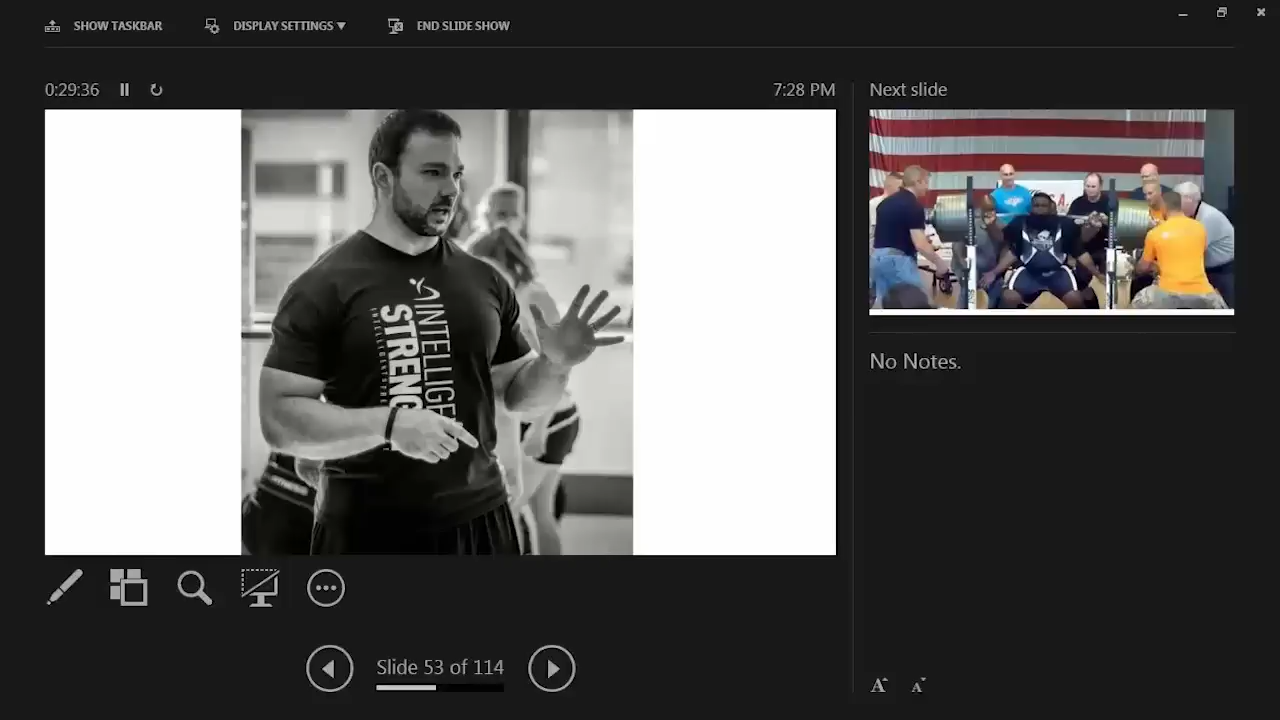 SHOW TASKBAR
DISPLAY SETTINGS ▼
END SLIDE SHOW
0:29:36
7:28 PM
Next slide
INTELLIGE
STRENG
No Notes.
Slide 53 of 114
A
A